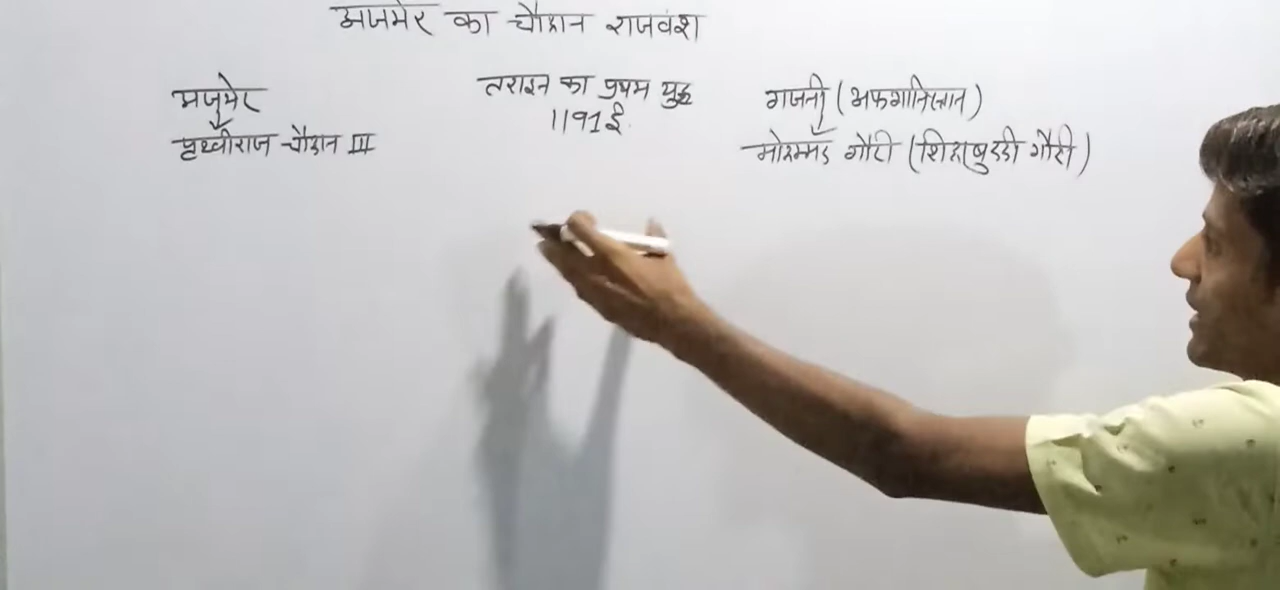 अजमेर का चौहान राजवंश
अजमेर
पृथ्वीराज चौहान III
तराइन का प्रथम युद्ध
1191ई.
गजनी (अफगानिस्तान)
मोहम्मद गौरी (शिहाबुद्दी गौरी)